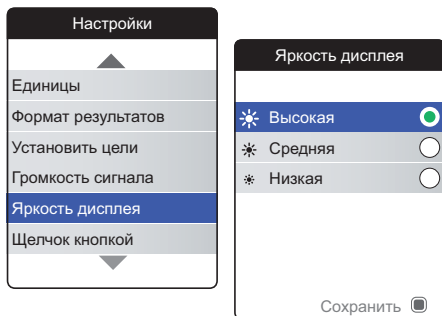 Настройки
Единицы
Формат результатов
Установить цели
Громкость сигнала
Яркость дисплея
Щелчок кнопкой
Яркость дисплея
Высокая
Средняя
Низкая
Сохранить